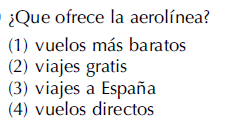 ¿Que ofrece la aerolínea?
(1) vuelos más baratos
(2) viajes gratis
(3) viajes a España
(4) vuelos directos